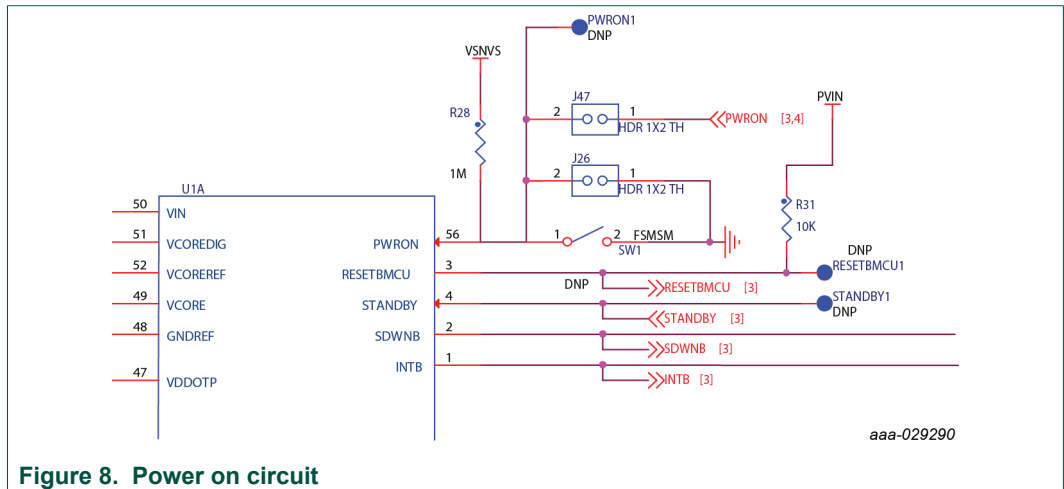 PWRON1
DNP
VSNVS
J47
2 1
HDR 1X2 TH
PWRON [3,4]
PVIN
R28
1M
J26
2 1
HDR 1X2 TH
R31
10K
U1A
50 VIN
51 VCOREDIG
52 VCOREREF
49 VCORE
48 GNDREF
47 VDDOTP
PWRON 56
1 2 FSMSM
SW1
RESETBMCU 3
DNP
RESETBMCU1
DNP
RESETBMCU [3]
STANDBY 4
STANDBY1
DNP
STANDBY [3]
SDWNB 2
SDWNB [3]
INTB 1
INTB [3]
aaa-029290
Figure 8. Power on circuit